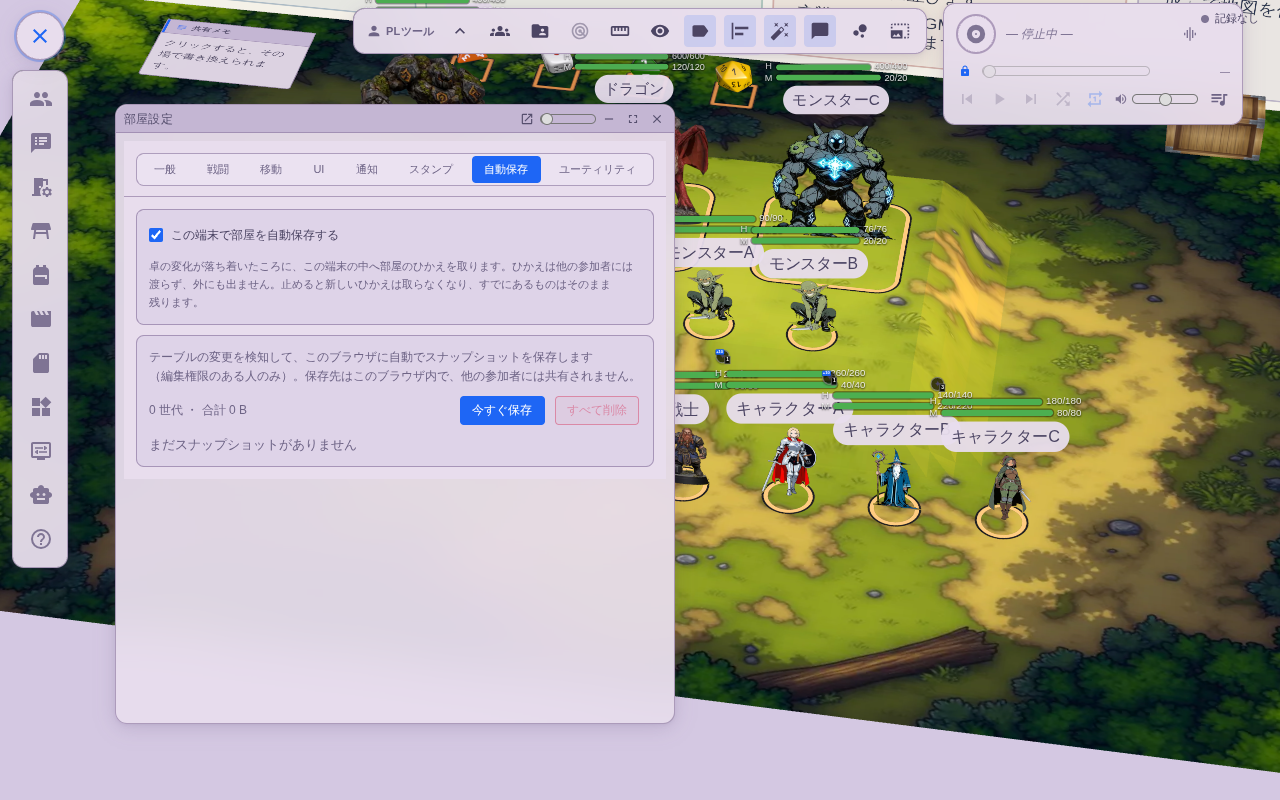 共有メモ
クリックすると、その
場で書き換えられま
す。
PLツール
記録なし
— 停止中 —
—
600/600
120/120
ドラゴン
H
M
400/400
20/20
モンスターC
部屋設定
一般
戦闘
移動
UI
通知
スタンプ
自動保存
ユーティリティ
この端末で部屋を自動保存する
卓の変化が落ち着いたころに、この端末の中へ部屋のひかえを取ります。ひかえは他の参加者には
渡らず、外にも出ません。止めると新しいひかえは取らなくなり、すでにあるものはそのまま
残ります。
テーブルの変更を検知して、このブラウザに自動でスナップショットを保存します
（編集権限のある人のみ）。保存先はこのブラウザ内で、他の参加者には共有されません。
0 世代 ・ 合計 0 B
今すぐ保存
すべて削除
まだスナップショットがありません
90/90
H
76/76
M
20/20
モンスターB
H
260/260
M
40/40
H
140/140
H
180/180
M
80/80
戦士
キャラクターC